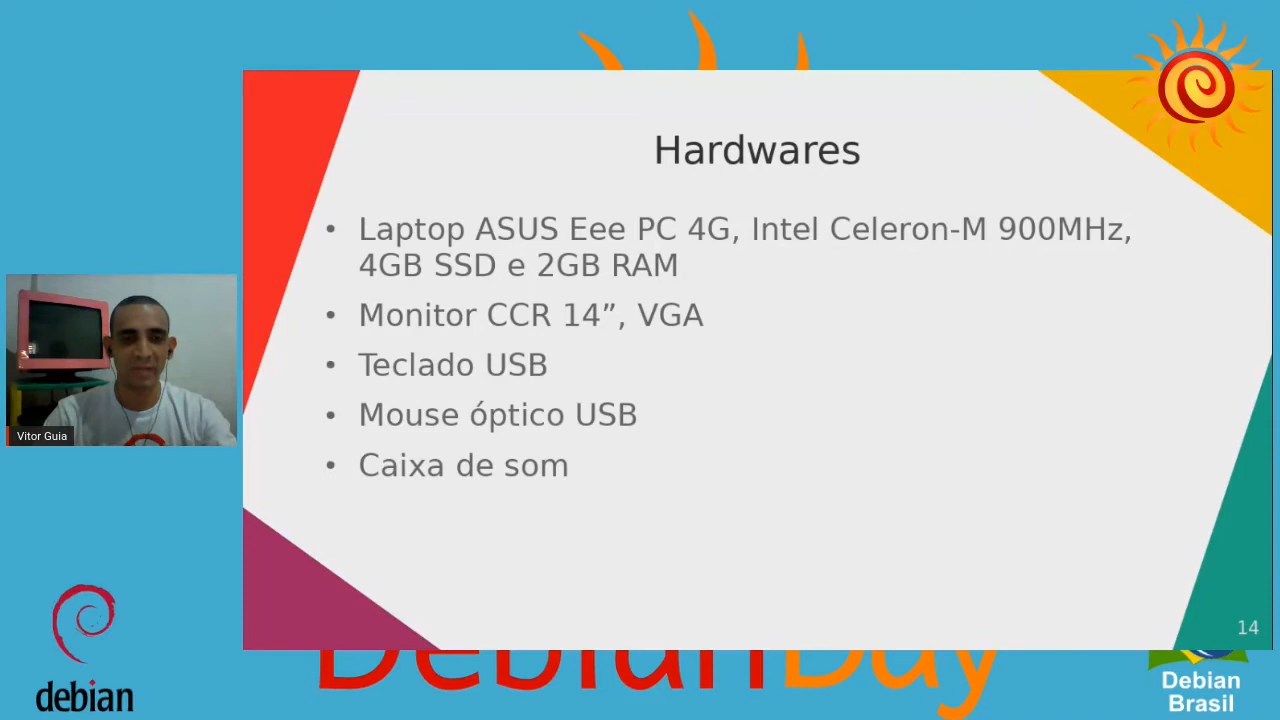 Hardwares
• Laptop ASUS Eee PC 4G, Intel Celeron-M 900MHz,
4GB SSD e 2GB RAM
• Monitor CCR 14”, VGA
• Teclado USB
• Mouse óptico USB
• Caixa de som
Vitor Guia
14
debian
DebianDay
Debian
Brasil